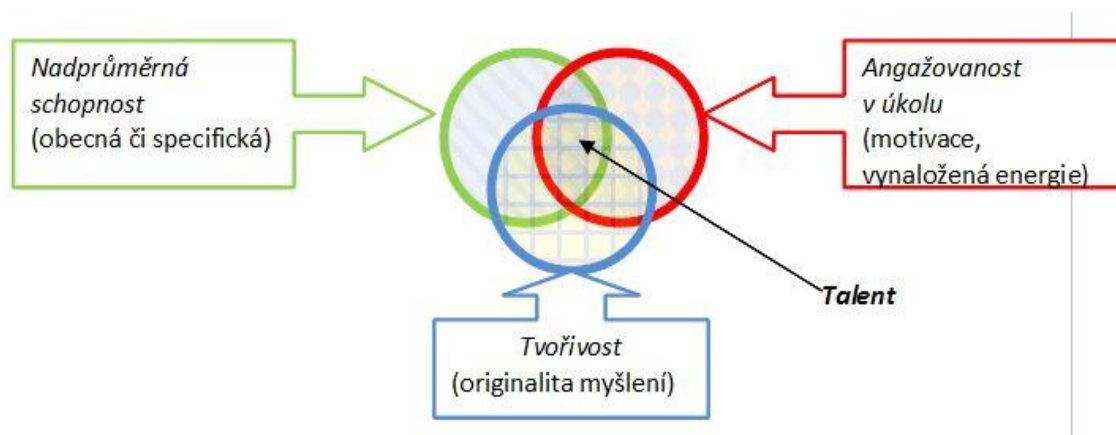 Nadprůměrná
schopnost
(obecná či specifická)
Angažovanost
v úkolu
(motivace,
vynaložená energie)
Talent
Tvořivost
(originalita myšlení)